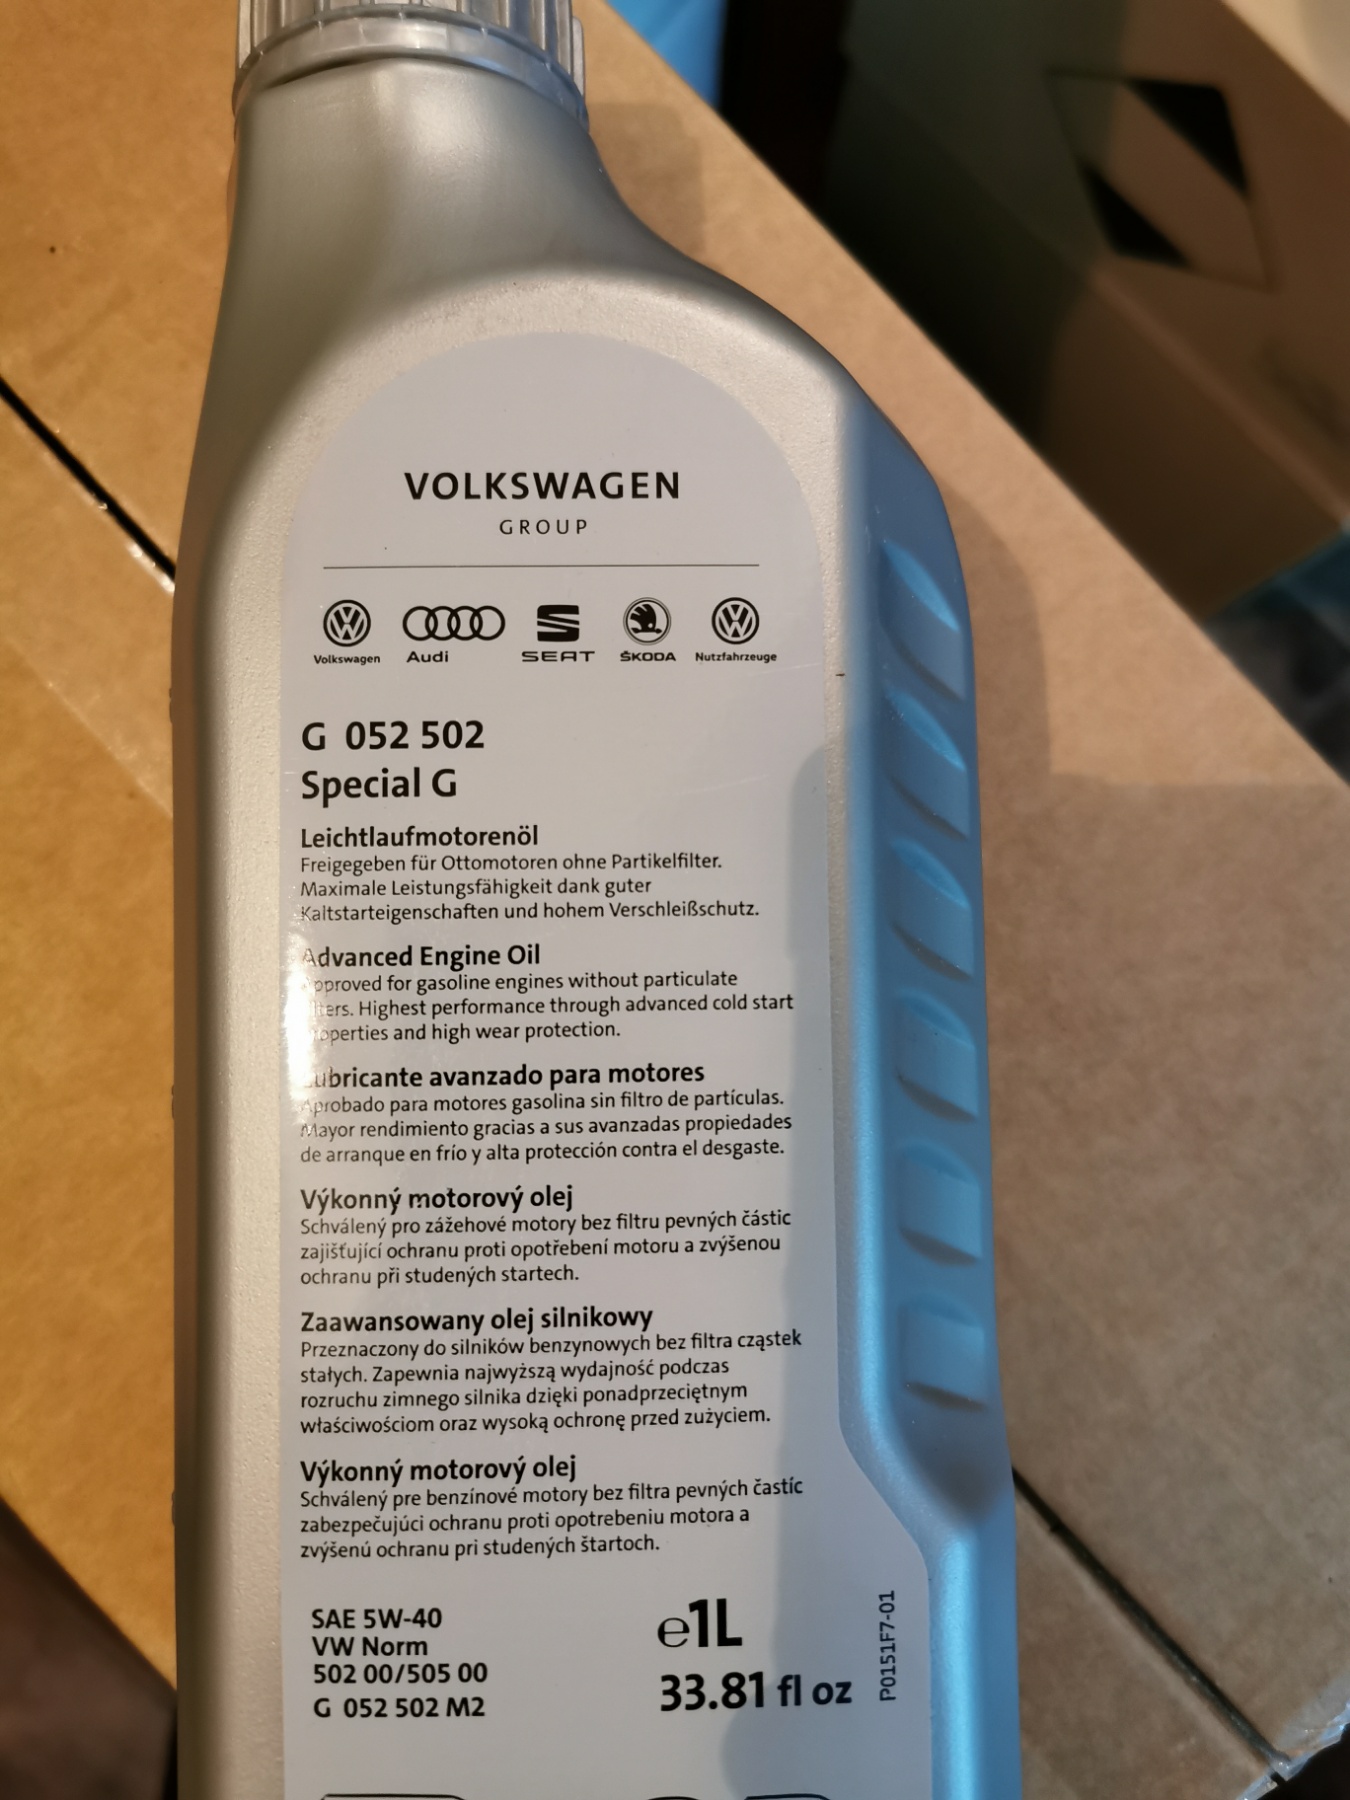 VOLKSWAGEN
GROUP
Volkswagen Audi SEAT ŠKODA Nutzfahrzeuge
G 052 502
Special G
Leichtlaufmotorenöl
Freigegeben für Ottomotoren ohne Partikelfilter.
Maximale Leistungsfähigkeit dank guter
Kaltstarteigenschaften und hohem Verschleißschutz.
Advanced Engine Oil
Approved for gasoline engines without particulate
filters. Highest performance through advanced cold start
properties and high wear protection.
Lubricante avanzado para motores
Aprobado para motores gasolina sin filtro de partículas.
Mayor rendimiento gracias a sus avanzadas propiedades
de arranque en frío y alta protección contra el desgaste.
Výkonný motorový olej
Schválený pro zážehové motory bez filtru pevných částic
zajišťující ochranu proti opotřebení motoru a zvýšenou
ochranu při studených startech.
Zaawansowany olej silnikowy
Przeznaczony do silników benzynowych bez filtra cząstek
stałych. Zapewnia najwyższą wydajność podczas
rozruchu zimnego silnika dzięki ponadprzeciętnym
właściwościom oraz wysoką ochronę przed zużyciem.
Výkonný motorový olej
Schválený pre benzínové motory bez filtra pevných častíc
zabezpečujúci ochranu proti opotrebeniu motora a
zvýšenú ochranu pri studených štartoch.
SAE 5W-40
VW Norm
502 00/505 00
G 052 502 M2
e1L
33.81 fl oz
P0151F7-01